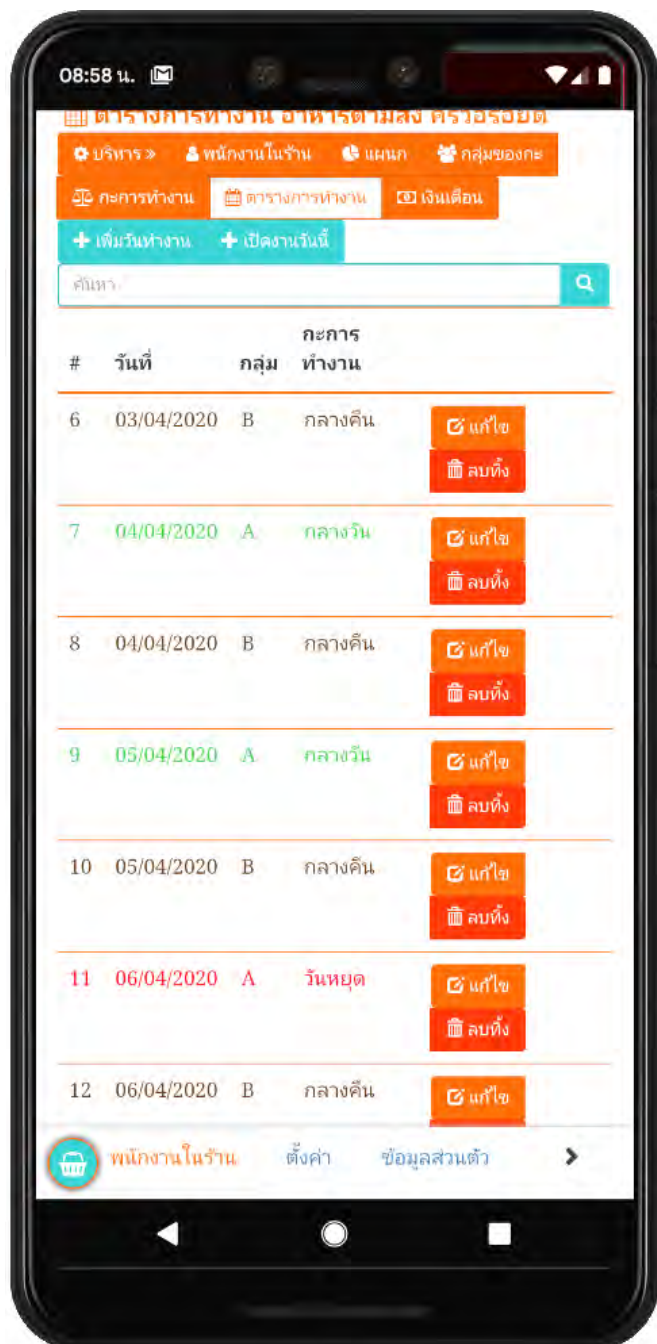 08:58 น.
ตารางการทำงาน อาหารตามสั่ง ครัวอร่อยดี
บริหาร » พนักงานในร้าน แผนก กลุ่มของกะ
กะการทำงาน ตารางการทำงาน เงินเดือน
เพิ่มวันทำงาน เปิดงานวันนี้
ค้นหา
# วันที่ กลุ่ม กะการ
ทำงาน
6 03/04/2020 B กลางคืน แก้ไข
ลบทิ้ง
7 04/04/2020 A กลางวัน แก้ไข
ลบทิ้ง
8 04/04/2020 B กลางคืน แก้ไข
ลบทิ้ง
9 05/04/2020 A กลางวัน แก้ไข
ลบทิ้ง
10 05/04/2020 B กลางคืน แก้ไข
ลบทิ้ง
11 06/04/2020 A วันหยุด แก้ไข
ลบทิ้ง
12 06/04/2020 B กลางคืน แก้ไข
พนักงานในร้าน ตั้งค่า ข้อมูลส่วนตัว